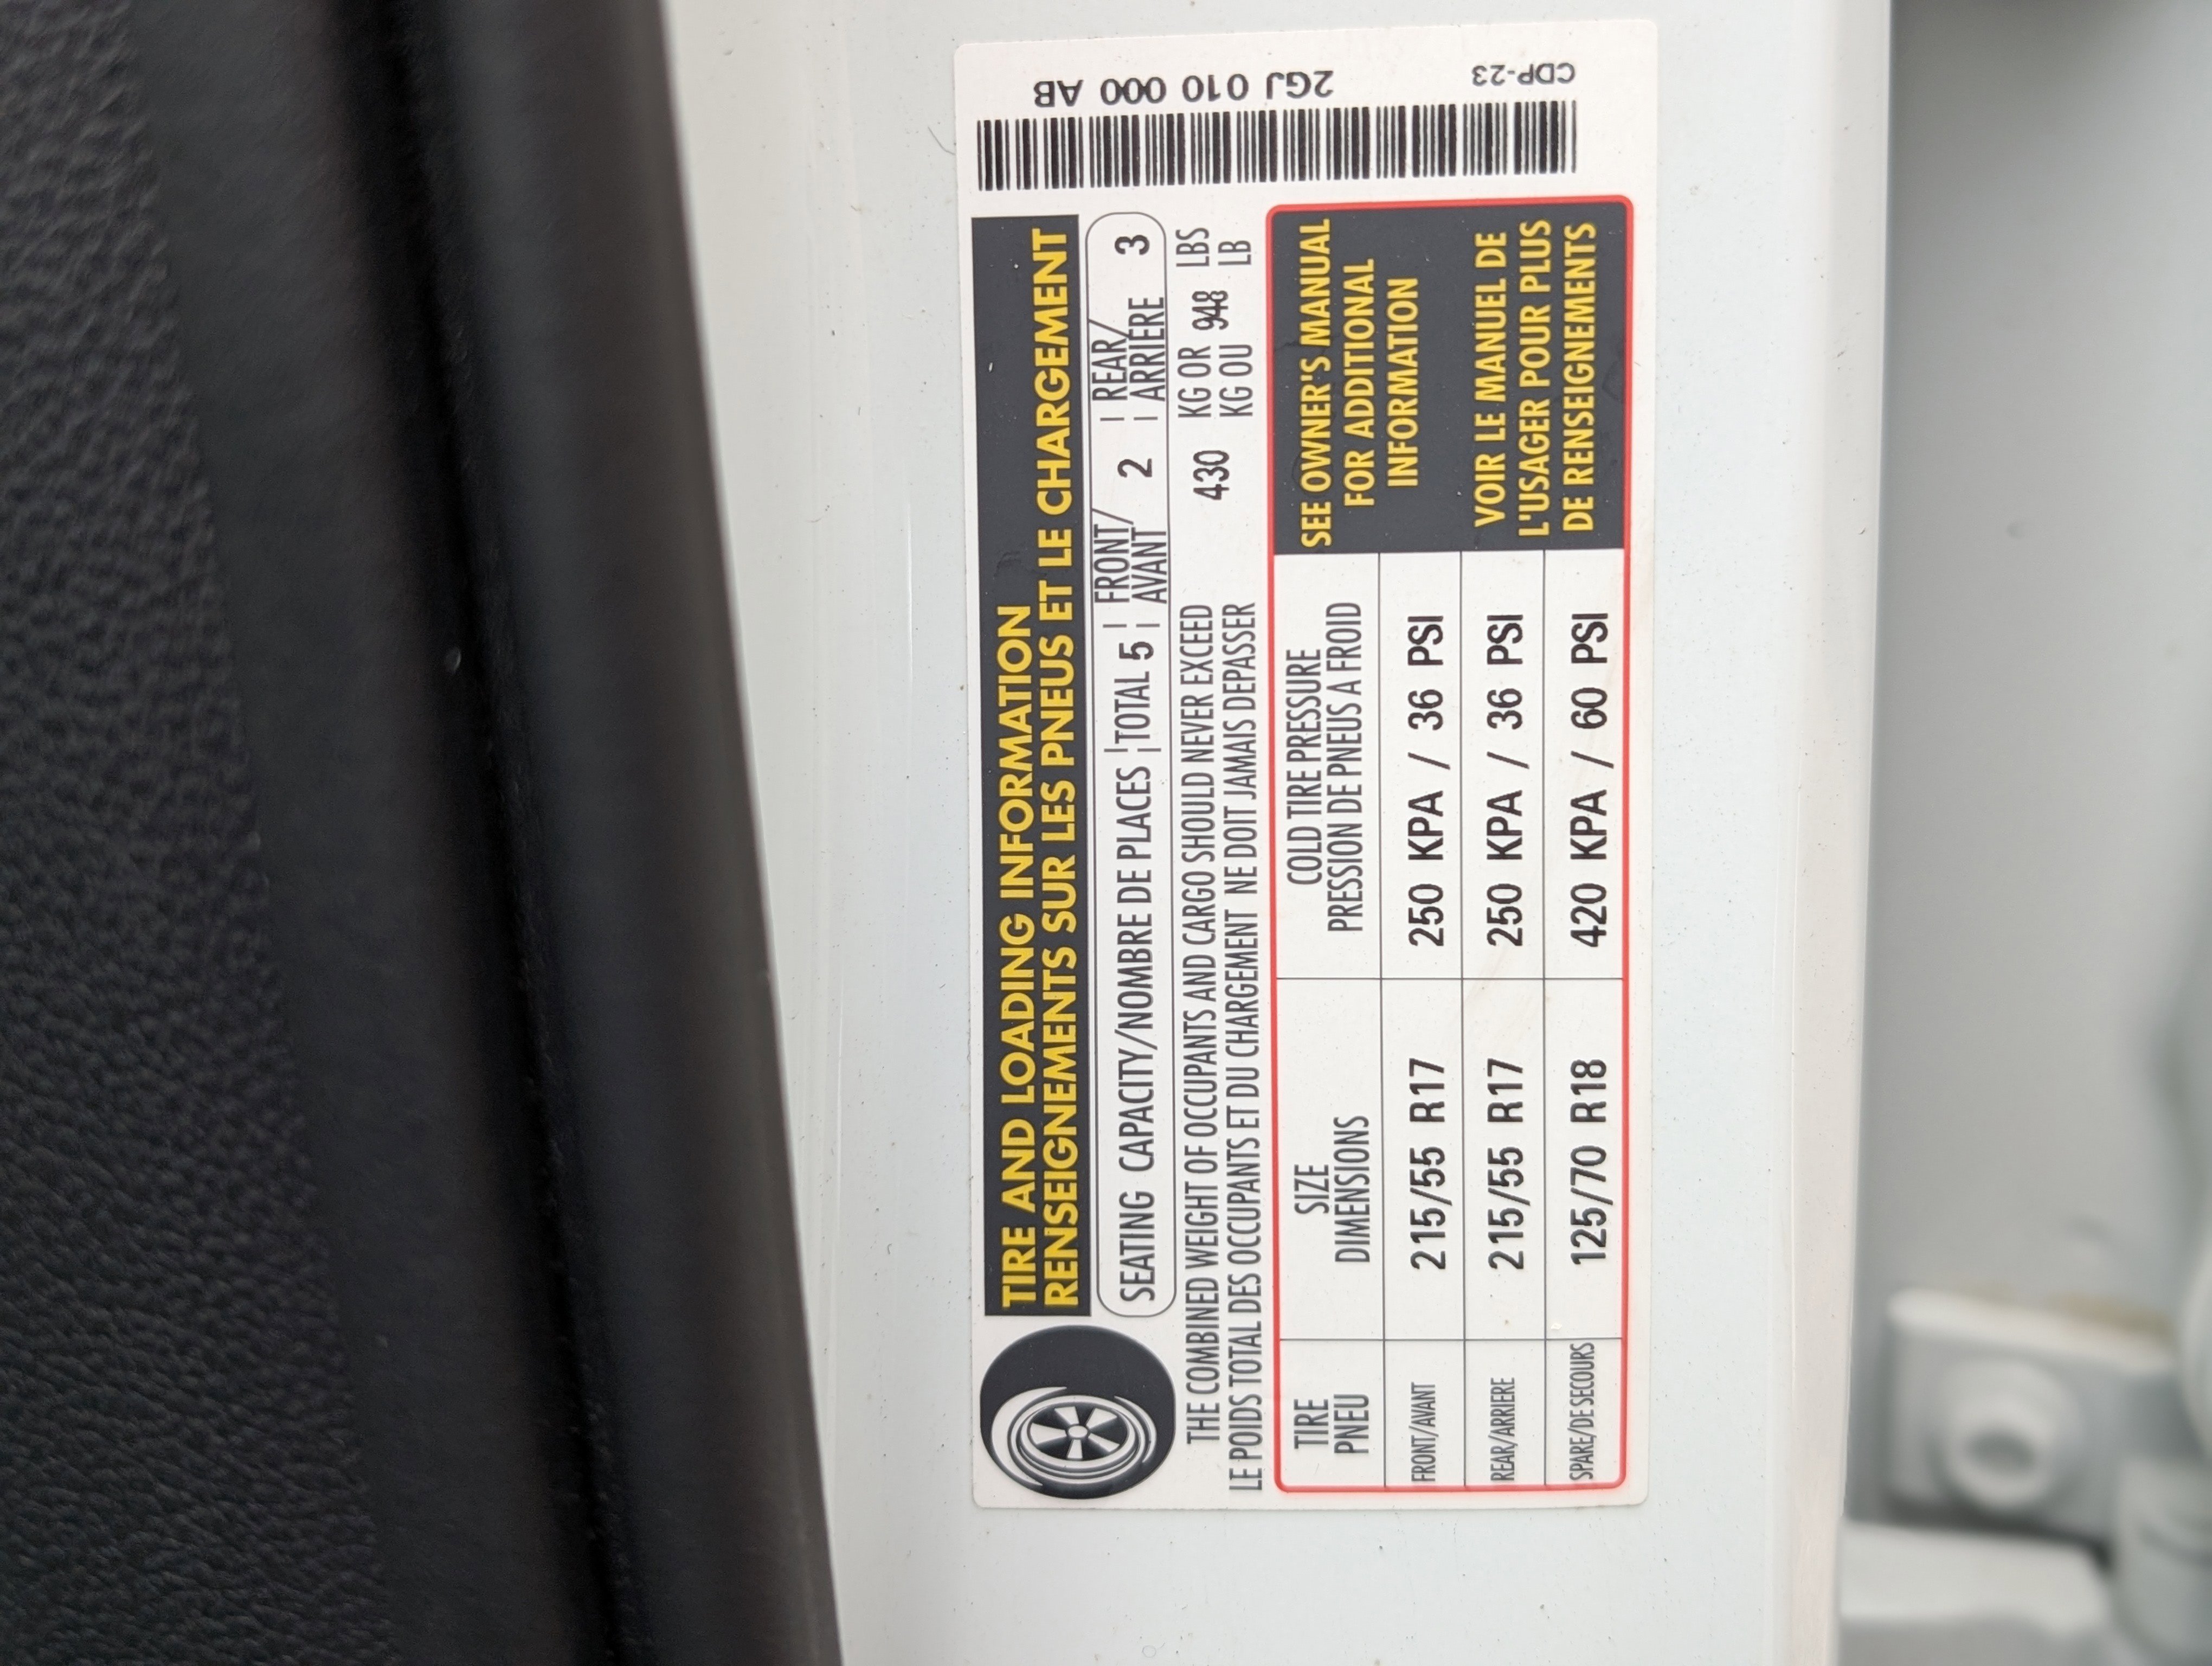 TIRE AND LOADING INFORMATION
RENSEIGNEMENTS SUR LES PNEUS ET LE CHARGEMENT
SEATING CAPACITY/NOMBRE DE PLACES | TOTAL 5 | FRONT/AVANT 2 | REAR/ARRIERE 3
THE COMBINED WEIGHT OF OCCUPANTS AND CARGO SHOULD NEVER EXCEED 430 KG OR 948 LBS
LE POIDS TOTAL DES OCCUPANTS ET DU CHARGEMENT NE DOIT JAMAIS DEPASSER KG OU LB
TIRE
PNEU
SIZE
DIMENSIONS
COLD TIRE PRESSURE
PRESSION DE PNEUS A FROID
FRONT/AVANT 215/55 R17 250 KPA / 36 PSI
REAR/ARRIERE 215/55 R17 250 KPA / 36 PSI
SPARE/DE SECOURS 125/70 R18 420 KPA / 60 PSI
SEE OWNER'S MANUAL
FOR ADDITIONAL
INFORMATION
VOIR LE MANUEL DE
L'USAGER POUR PLUS
DE RENSEIGNEMENTS
2GJ 010 000 AB
CDP-23